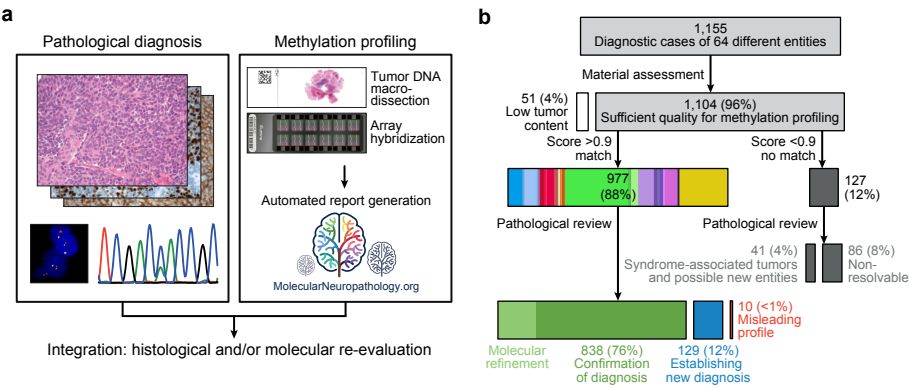 a
Pathological diagnosis
Methylation profiling
Tumor DNA
macro-
dissection
Array
hybridization
Automated report generation
MolecularNeuropathology.org
Integration: histological and/or molecular re-evaluation
b
1,155
Diagnostic cases of 64 different entities
Material assessment
51 (4%)
Low tumor
content
1,104 (96%)
Sufficient quality for methylation profiling
Score >0.9
match
Score <0.9
no match
977
(88%)
127
(12%)
Pathological review
Pathological review
41 (4%)
Syndrome-associated tumors
and possible new entities
86 (8%)
Non-
resolvable
10 (<1%)
Misleading
profile
Molecular
refinement
838 (76%)
Confirmation
of diagnosis
129 (12%)
Establishing
new diagnosis